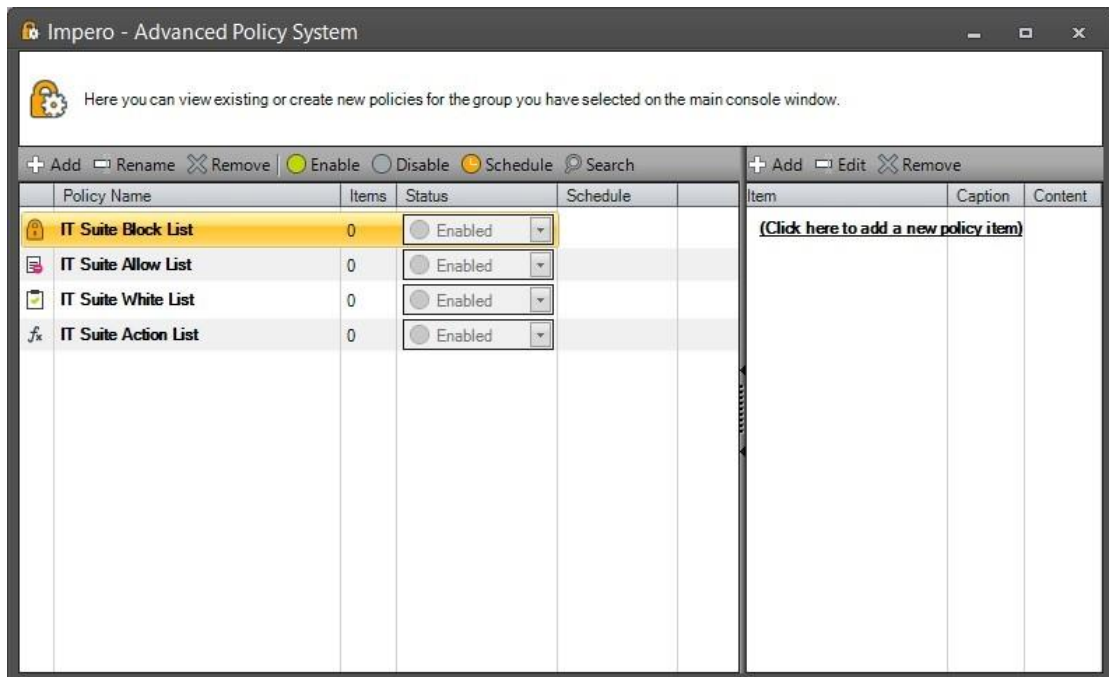 Impero - Advanced Policy System
Here you can view existing or create new policies for the group you have selected on the main console window.
Add Rename Remove Enable Disable Schedule Search
Add Edit Remove
Policy Name Items Status Schedule
Item Caption Content
IT Suite Block List 0 Enabled
(Click here to add a new policy item)
IT Suite Allow List 0 Enabled
IT Suite White List 0 Enabled
fx IT Suite Action List 0 Enabled